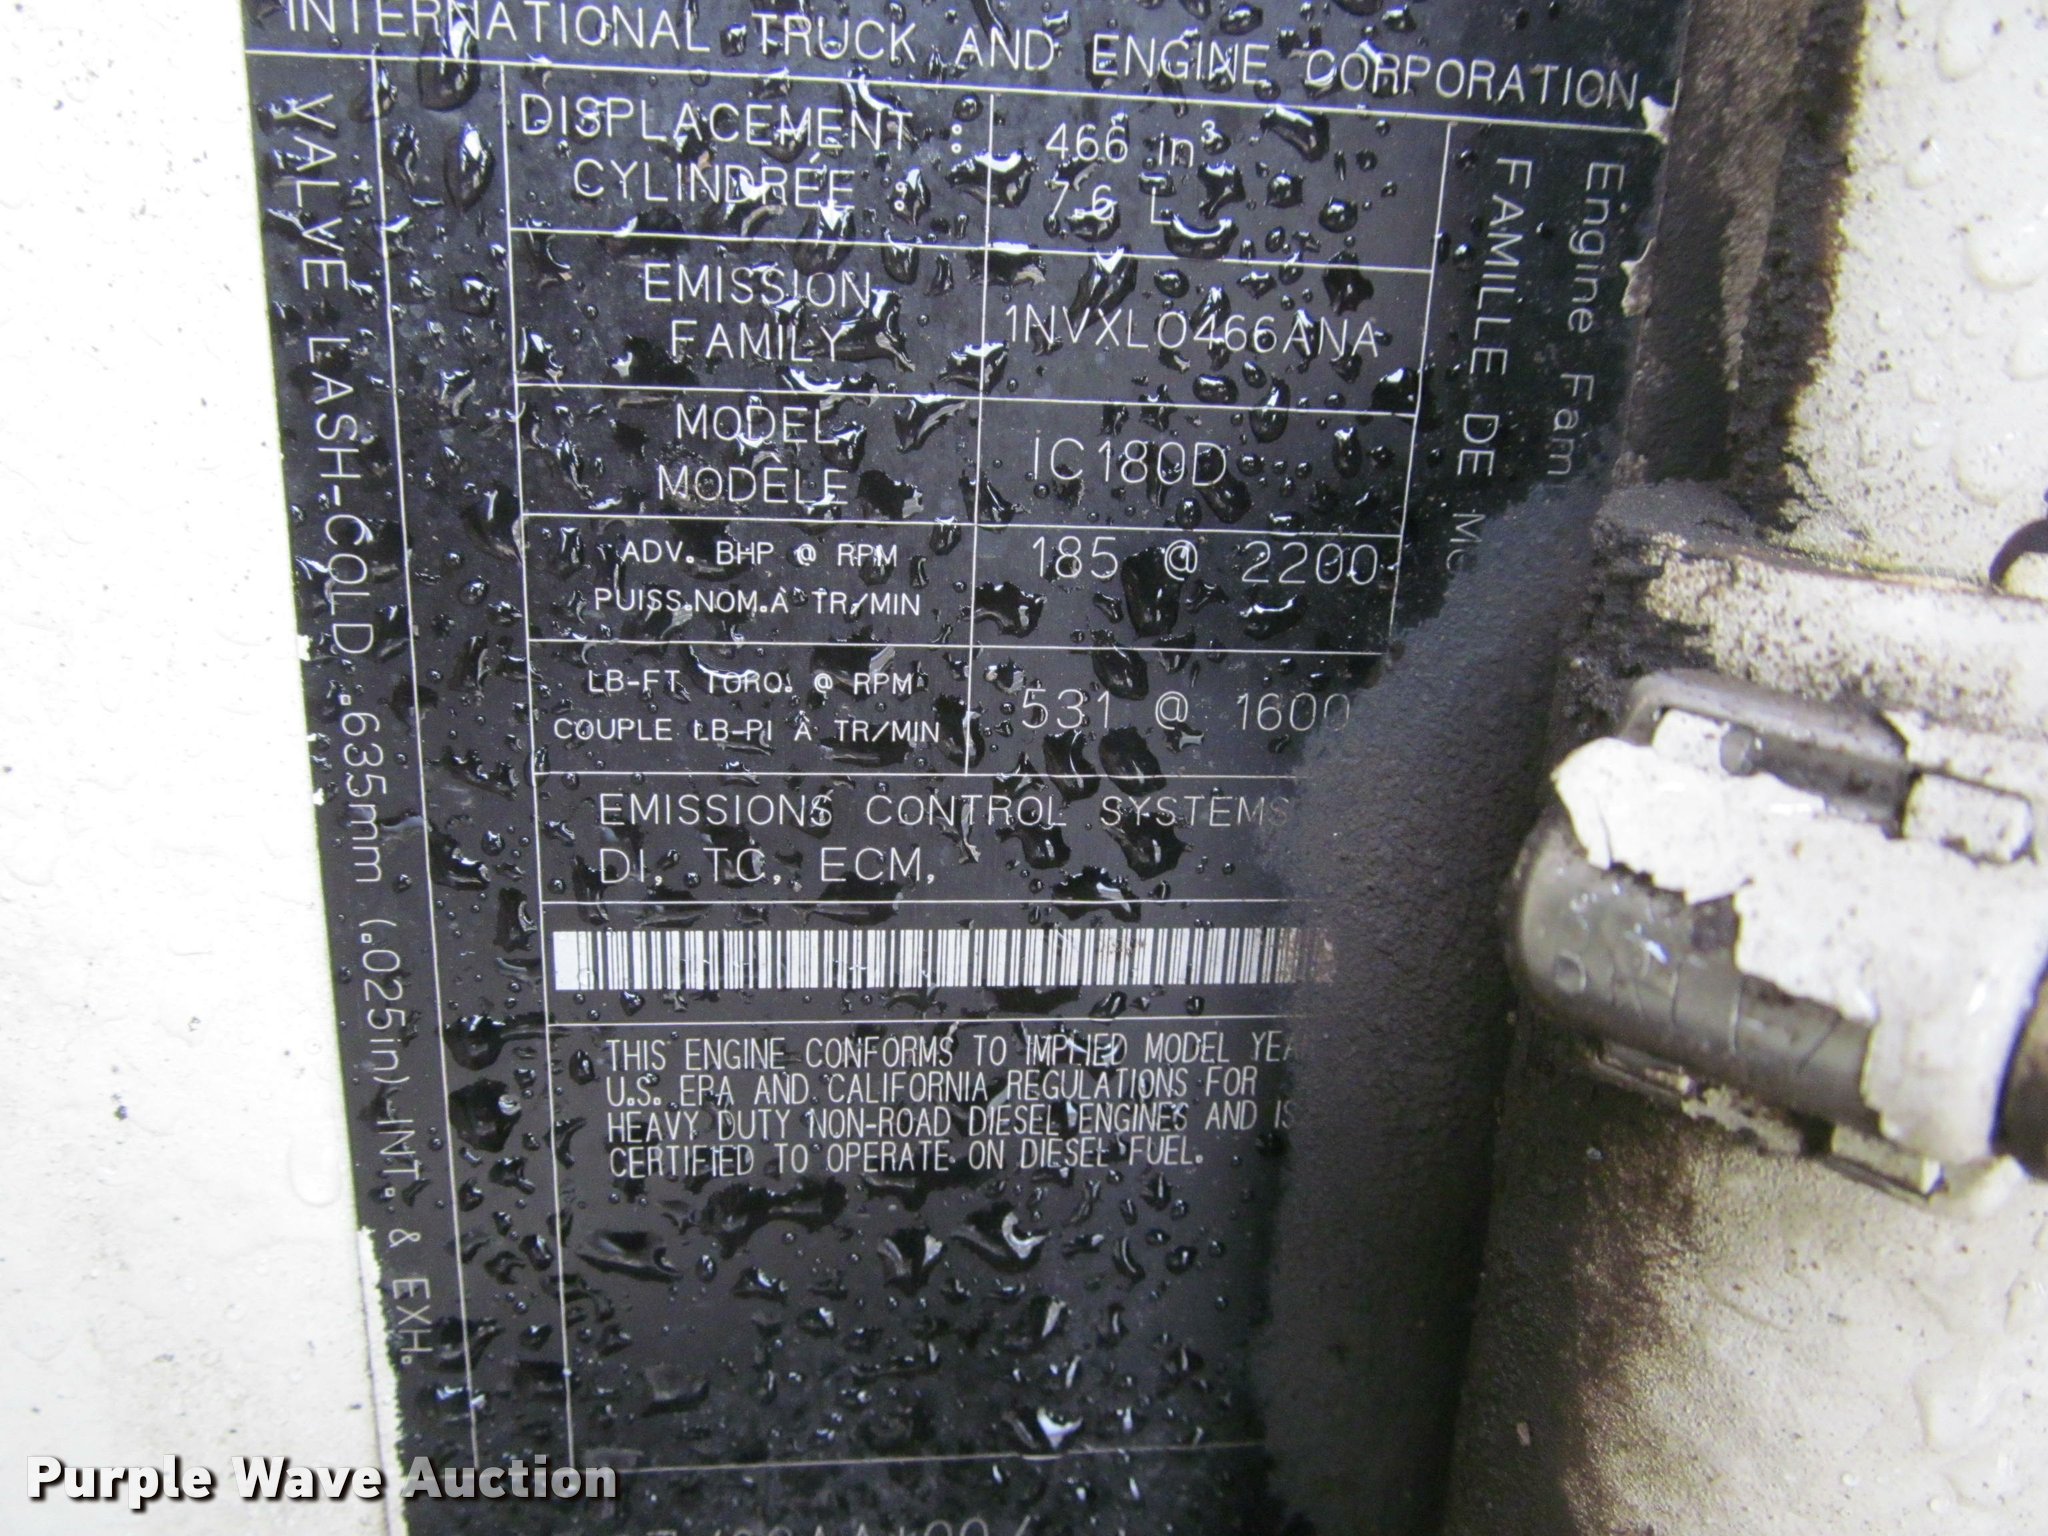 INTERNATIONAL TRUCK AND ENGINE CORPORATION
VALVE LASH-COLD .635mm (.025in) INT. & EXH.
DISPLACEMENT : 466 in³
CYLINDRÉE : 7.6 L
EMISSION
FAMILY
1NVXL0466ANA
MODEL
MODÈLE
IC180D
ADV. BHP @ RPM
PUISS.NOM.À TR/MIN
185 @ 2200
LB-FT TORQ. @ RPM
COUPLE LB-PI À TR/MIN
531 @ 1600
EMISSIONS CONTROL SYSTEMS
DI, TC, ECM,
THIS ENGINE CONFORMS TO IMPLIED MODEL YEA
U.S. EPA AND CALIFORNIA REGULATIONS FOR
HEAVY DUTY NON-ROAD DIESEL ENGINES AND IS
CERTIFIED TO OPERATE ON DIESEL FUEL.
Engine Fam
FAMILLE DE Mo
Purple Wave Auction